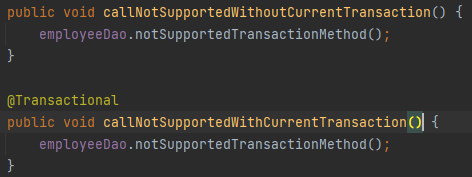 public void callNotSupportedWithoutCurrentTransaction() {
    employeeDao.notSupportedTransactionMethod();
}

@Transactional
public void callNotSupportedWithCurrentTransaction() {
    employeeDao.notSupportedTransactionMethod();
}